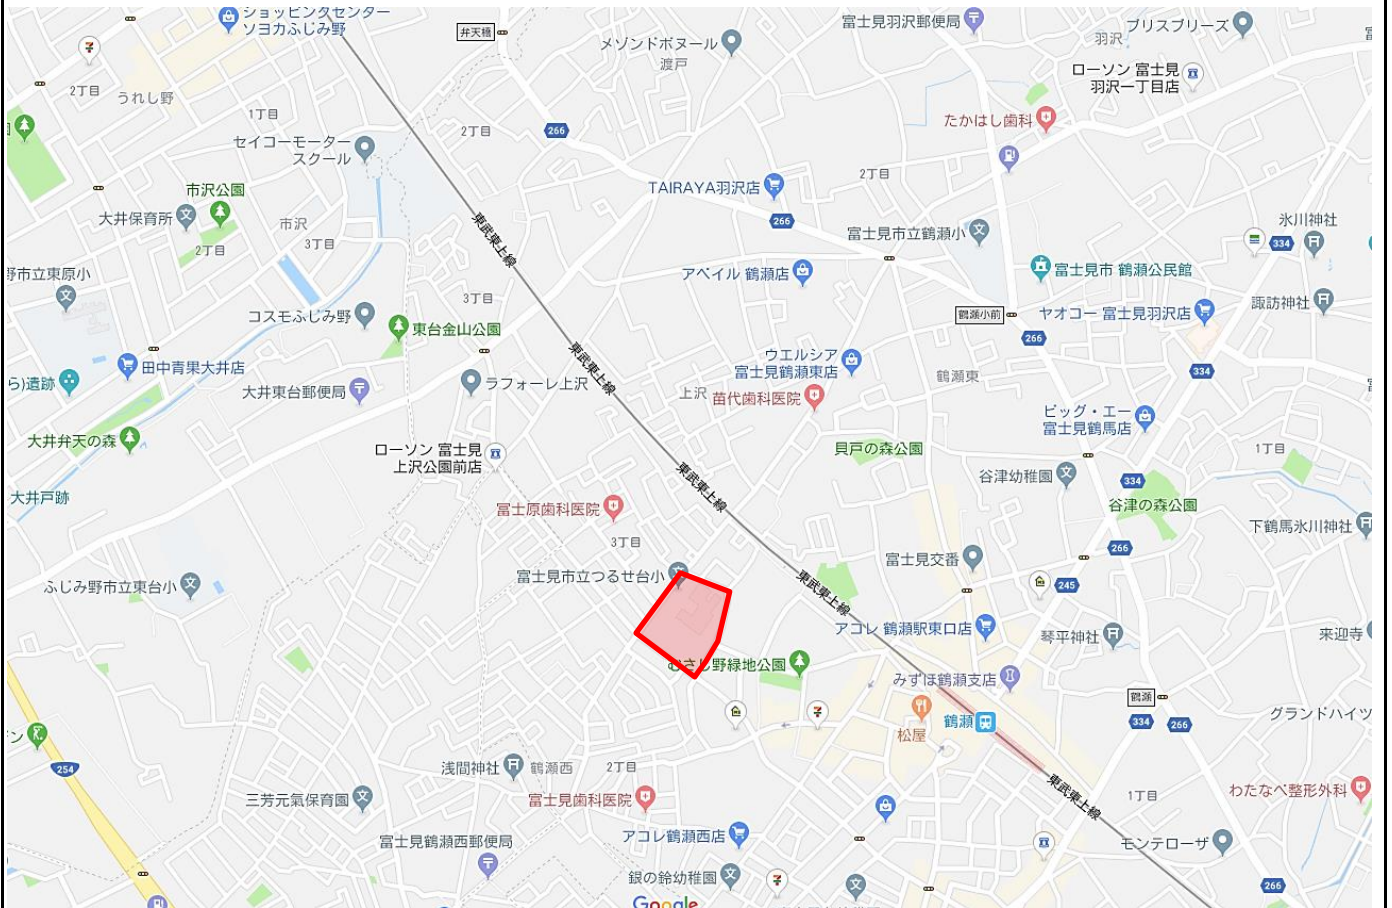 ショッピングセンター
ソヨカふじみ野
弁天橋
メゾンドボヌール
渡戸
富士見羽沢郵便局
羽沢
ブリスブリーズ
2丁目
うれし野
1丁目
2丁目
266
ローソン 富士見
羽沢一丁目店
セイコーモーター
スクール
たかはし歯科
市沢公園
大井保育所
市沢
3丁目
2丁目
TAIRAYA羽沢店
2丁目
266
富士見市立鶴瀬小
334
氷川神社
東武東上線
野市立東原小
アベイル 鶴瀬店
富士見市 鶴瀬公民館
3丁目
コスモふじみ野
東台金山公園
鶴瀬小前
ヤオコー 富士見羽沢店
諏訪神社
266
東武東上線
田中青果大井店
ら)遺跡
大井東台郵便局
ラフォーレ上沢
上沢
ウエルシア
富士見鶴瀬東店
苗代歯科医院
鶴瀬東
334
ビッグ・エー
富士見鶴馬店
大井弁天の森
ローソン 富士見
上沢公園前店
貝戸の森公園
1丁目
東武東上線
谷津幼稚園
334
谷津の森公園
大井戸跡
富士原歯科医院
下鶴馬氷川神社
3丁目
266
富士見交番
富士見市立つるせ台小
東武東上線
245
ふじみ野市立東台小
アコレ 鶴瀬駅東口店
琴平神社
来迎寺
むさし野緑地公園
みずほ鶴瀬支店
鶴瀬
334
266
グランドハイツ
松屋
鶴瀬
ン
254
浅間神社
鶴瀬西
2丁目
三芳元氣保育園
富士見歯科医院
東武東上線
1丁目
わたなべ整形外科
富士見鶴瀬西郵便局
アコレ鶴瀬西店
モンテローザ
銀の鈴幼稚園
266
Google